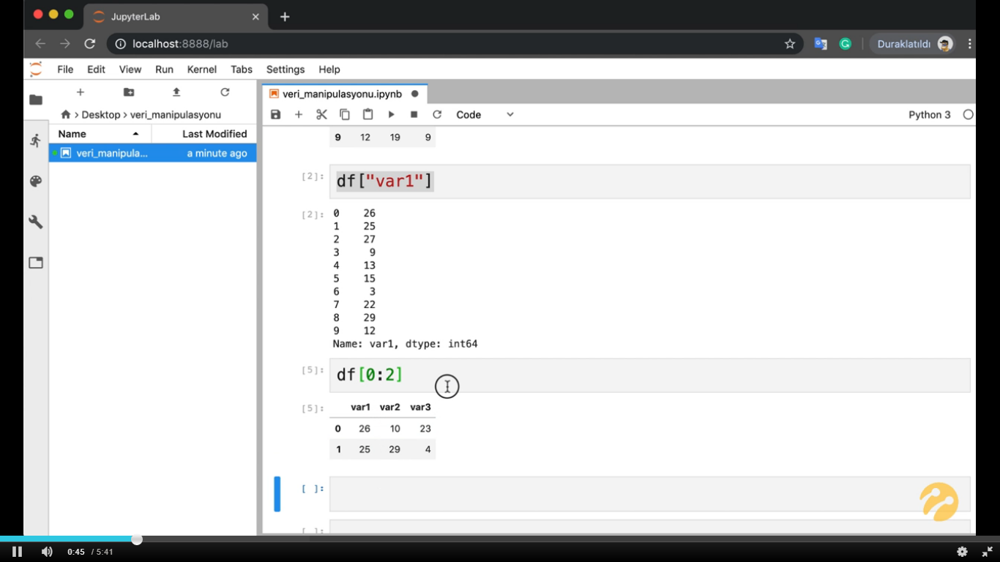 JupyterLab
localhost:8888/lab
Duraklatıldı
File Edit View Run Kernel Tabs Settings Help
veri_manipulasyonu.ipynb
Desktop > veri_manipulasyonu
Code
Python 3
Name Last Modified
veri_manipula... a minute ago
9 12 19 9
[2]: df["var1"]
[2]: 0 26
1 25
2 27
3 9
4 13
5 15
6 3
7 22
8 29
9 12
Name: var1, dtype: int64
[5]: df[0:2]
[5]: var1 var2 var3
0 26 10 23
1 25 29 4
[ ]:
[ ]:
0:45 / 5:41